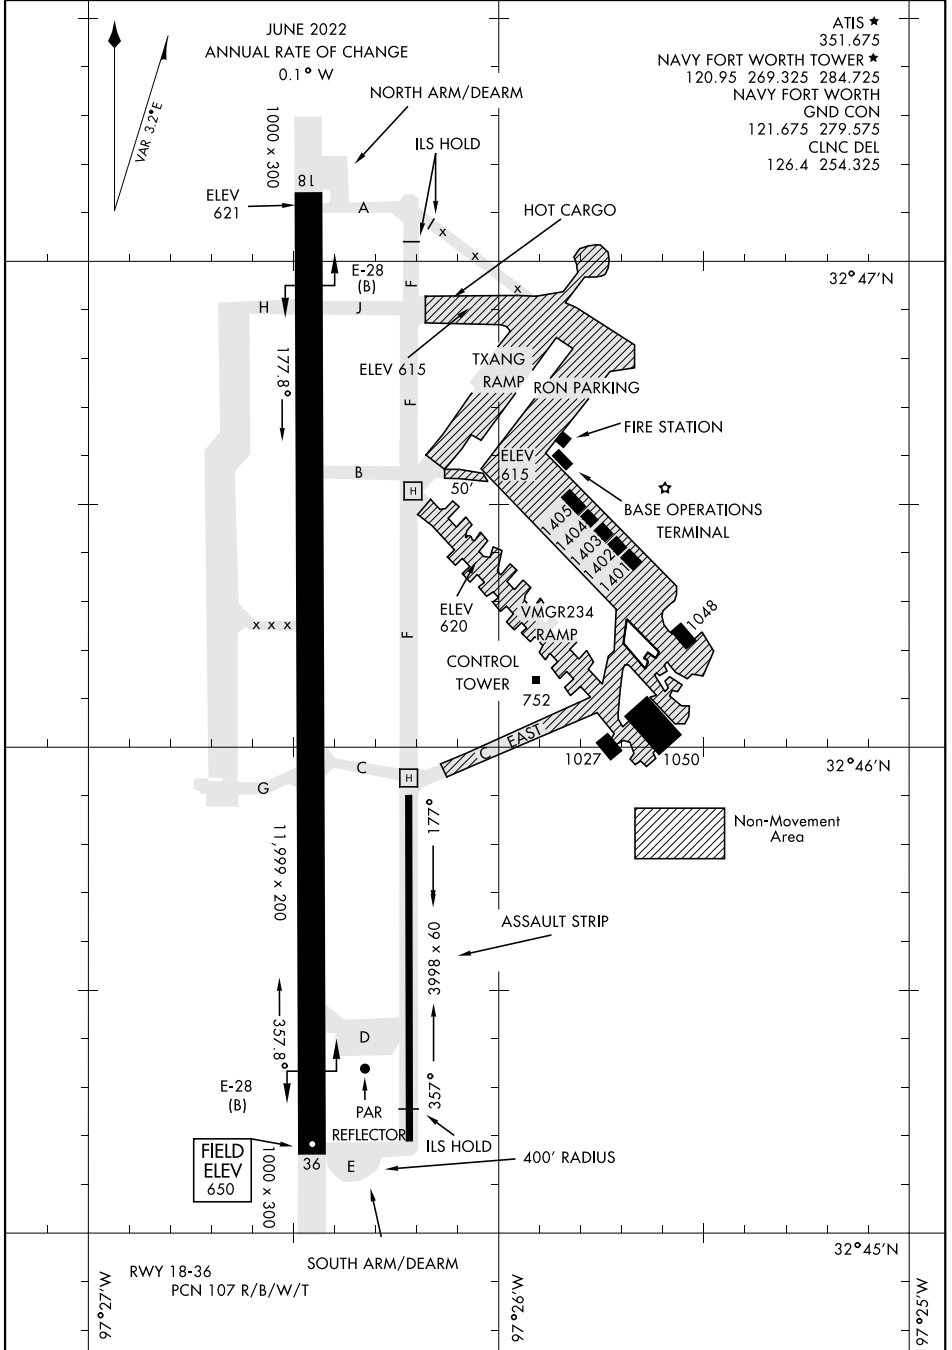 JUNE 2022
ANNUAL RATE OF CHANGE
0.1° W
VAR 3.2°E
ATIS ★
351.675
NAVY FORT WORTH TOWER ★
120.95 269.325 284.725
NAVY FORT WORTH
GND CON
121.675 279.575
CLNC DEL
126.4 254.325
NORTH ARM/DEARM
1000 x 300
ILS HOLD
18
ELEV
621
A
HOT CARGO
x
x
x
E-28
(B)
F
32°47'N
H
J
177.8°
ELEV 615
TXANG
RAMP
RON PARKING
F
FIRE STATION
B
ELEV
615
50'
H
BASE OPERATIONS
TERMINAL
1405
1404
1403
1402
1401
ELEV
620
VMGR234
RAMP
1048
x x x
F
CONTROL
TOWER
752
C EAST
1027
1050
32°46'N
C
G
H
177°
Non-Movement
Area
11,999 x 200
ASSAULT STRIP
3998 x 60
357.8°
D
E-28
(B)
357°
PAR
REFLECTOR
ILS HOLD
FIELD
ELEV
650
36
E
400' RADIUS
1000 x 300
32°45'N
SOUTH ARM/DEARM
RWY 18-36
PCN 107 R/B/W/T
97°27'W
97°26'W
97°25'W